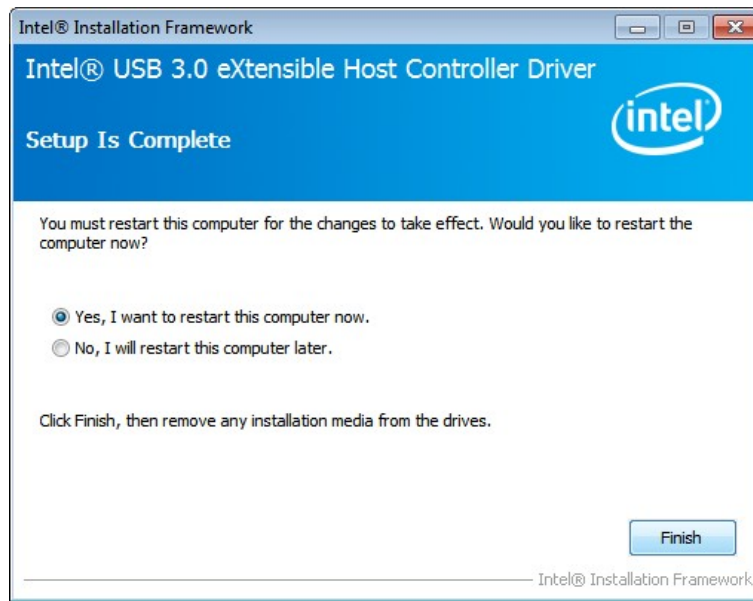 Intel® Installation Framework
Intel® USB 3.0 eXtensible Host Controller Driver
intel
Setup Is Complete
You must restart this computer for the changes to take effect. Would you like to restart the
computer now?
Yes, I want to restart this computer now.
No, I will restart this computer later.
Click Finish, then remove any installation media from the drives.
Finish
Intel® Installation Framework